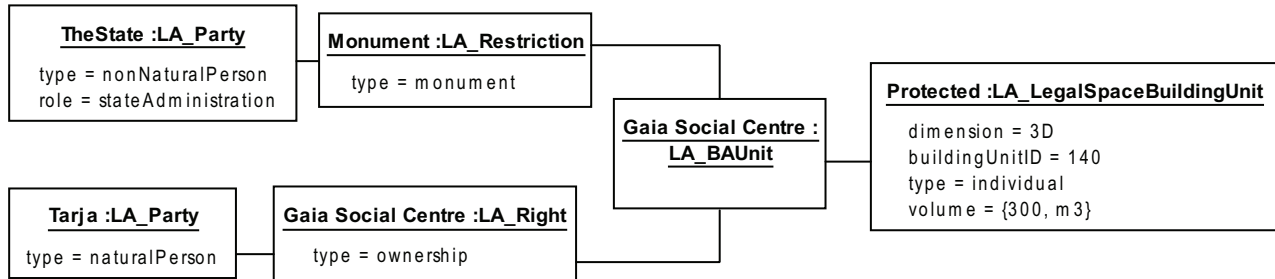 TheState :LA_Party
type = nonNaturalPerson
role = stateAdministration
Monument :LA_Restriction
type = monument
Gaia Social Centre :
LA_BAUnit
Protected :LA_LegalSpaceBuildingUnit
dimension = 3D
buildingUnitID = 140
type = individual
volume = {300, m3}
Tarja :LA_Party
type = naturalPerson
Gaia Social Centre :LA_Right
type = ownership